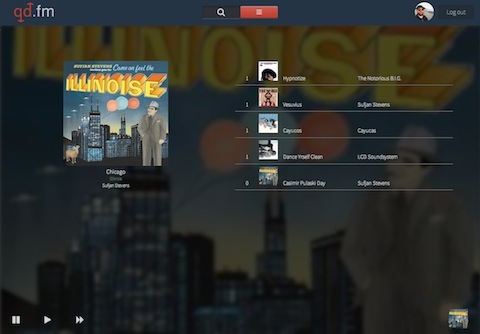 qd.fm
Log out
SUFJAN STEVENS
Come on feel the
ILLINOISE
Chicago
Sufjan Stevens
1 Hypnotize The Notorious B.I.G.
1 Vesuvius Sufjan Stevens
1 Cayucos Cayucas
1 Dance Yrself Clean LCD Soundsystem
0 Casimir Pulaski Day Sufjan Stevens